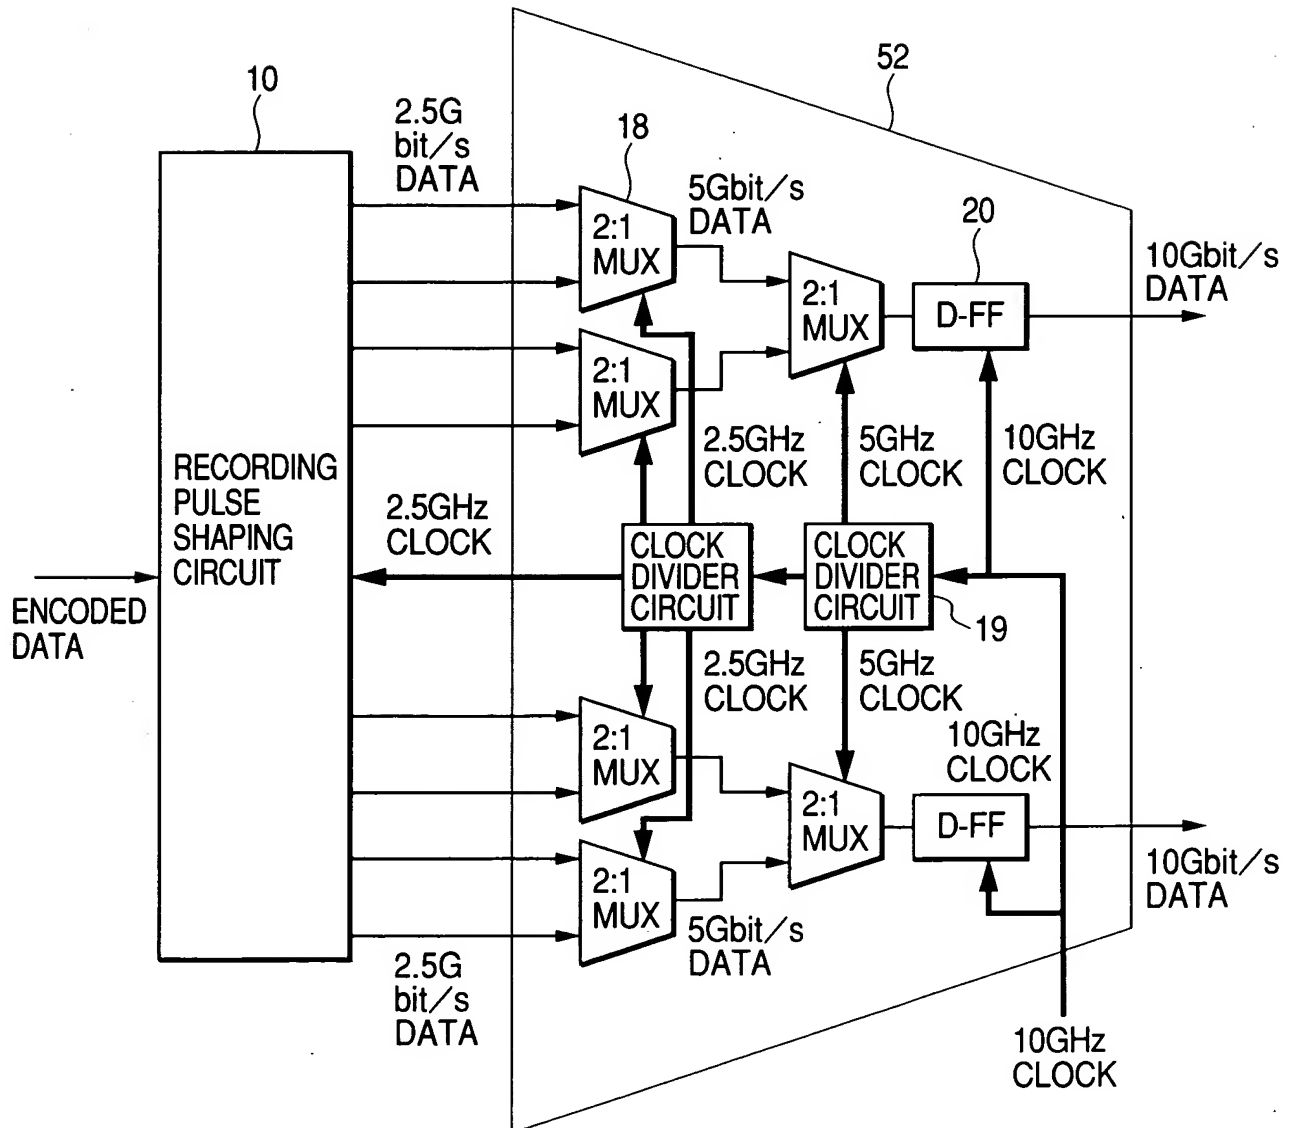 52
10
2.5G
bit/s
DATA
18
5Gbit/s
DATA
20
2:1
MUX
10Gbit/s
DATA
2:1
MUX
D-FF
2:1
MUX
2.5GHz
CLOCK
5GHz
CLOCK
10GHz
CLOCK
RECORDING
PULSE
SHAPING
CIRCUIT
2.5GHz
CLOCK
CLOCK
DIVIDER
CIRCUIT
CLOCK
DIVIDER
CIRCUIT
19
ENCODED
DATA
2.5GHz
CLOCK
5GHz
CLOCK
2:1
MUX
10GHz
CLOCK
2:1
MUX
D-FF
2:1
MUX
10Gbit/s
DATA
5Gbit/s
DATA
2.5G
bit/s
DATA
10GHz
CLOCK